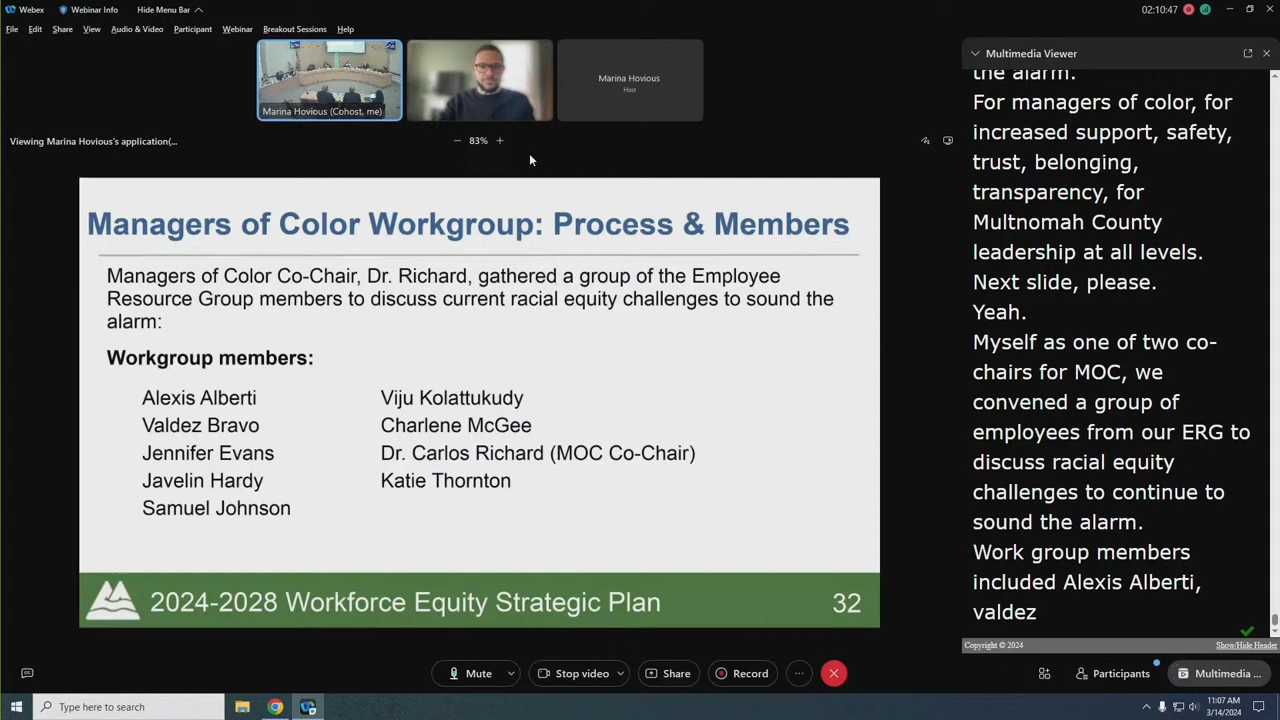 Webex
Webinar Info
Hide Menu Bar
02:10:47
File
Edit
Share
View
Audio & Video
Participant
Webinar
Breakout Sessions
Help
Marina Hovious (Cohost, me)
Marina Hovious
Host
Viewing Marina Hovious's application(...
83%
Managers of Color Workgroup: Process & Members
Managers of Color Co-Chair, Dr. Richard, gathered a group of the Employee
Resource Group members to discuss current racial equity challenges to sound the
alarm:
Workgroup members:
Alexis Alberti
Valdez Bravo
Jennifer Evans
Javelin Hardy
Samuel Johnson
Viju Kolattukudy
Charlene McGee
Dr. Carlos Richard (MOC Co-Chair)
Katie Thornton
2024-2028 Workforce Equity Strategic Plan
32
Multimedia Viewer
the alarm.
For managers of color, for
increased support, safety,
trust, belonging,
transparency, for
Multnomah County
leadership at all levels.
Next slide, please.
Yeah.
Myself as one of two co-
chairs for MOC, we
convened a group of
employees from our ERG to
discuss racial equity
challenges to continue to
sound the alarm.
Work group members
included Alexis Alberti,
valdez
Copyright © 2024
Show/Hide Header
Mute
Stop video
Share
Record
Participants
Multimedia ...
Type here to search
11:07 AM
3/14/2024